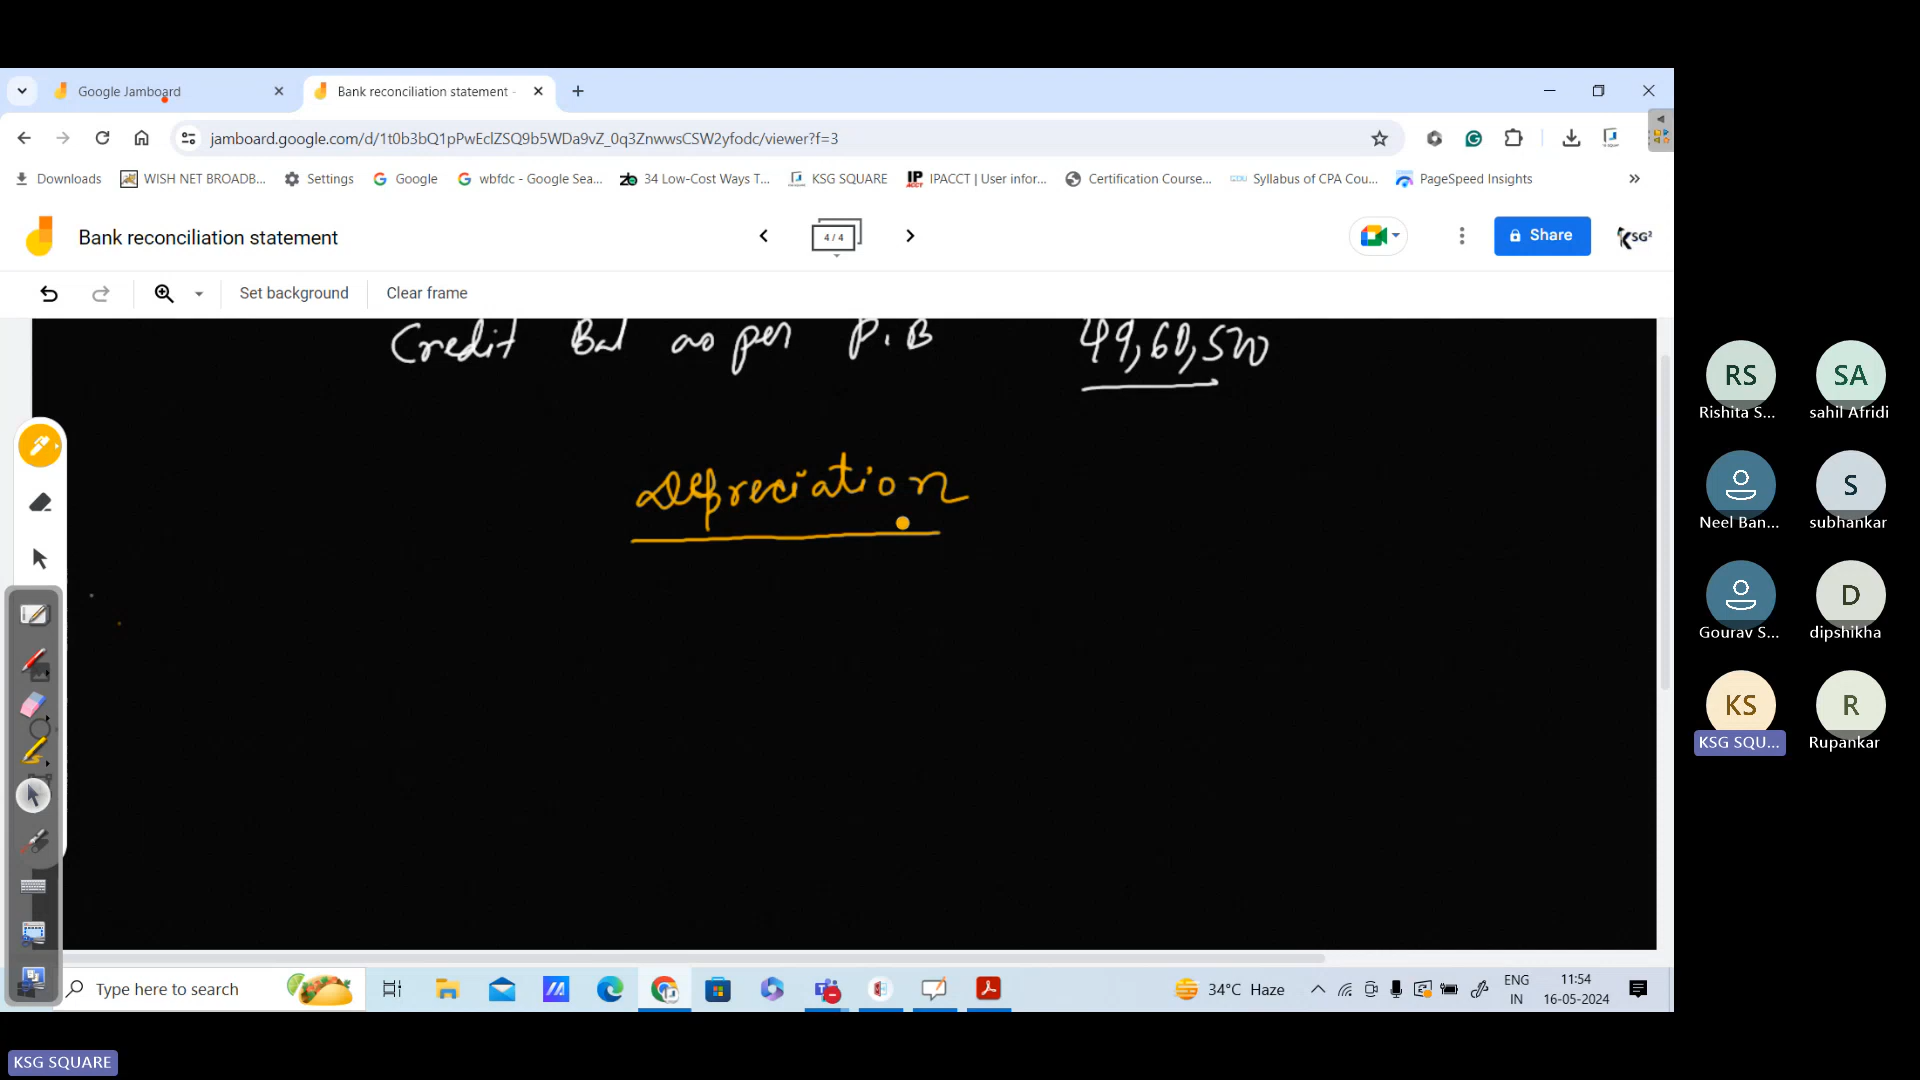 Google Jamboard
Bank reconciliation statement -
jamboard.google.com/d/1t0b3bQ1pPwEclZSQ9b5WDa9vZ_0q3ZnwwsCSW2yfodc/viewer?f=3
Downloads WISH NET BROADB... Settings Google wbfdc - Google Sea... 34 Low-Cost Ways T... KSG SQUARE IPACCT | User infor... Certification Course... Syllabus of CPA Cou... PageSpeed Insights
Bank reconciliation statement
4 / 4
Share
KSG²
Set background Clear frame
Credit Bal as per P.B 49,60,500
Depreciation
RS SA
Rishita S... sahil Afridi
S
Neel Ban... subhankar
D
Gourav S... dipshikha
KS R
KSG SQU... Rupankar
Type here to search
34°C Haze
ENG
IN
11:54
16-05-2024
KSG SQUARE